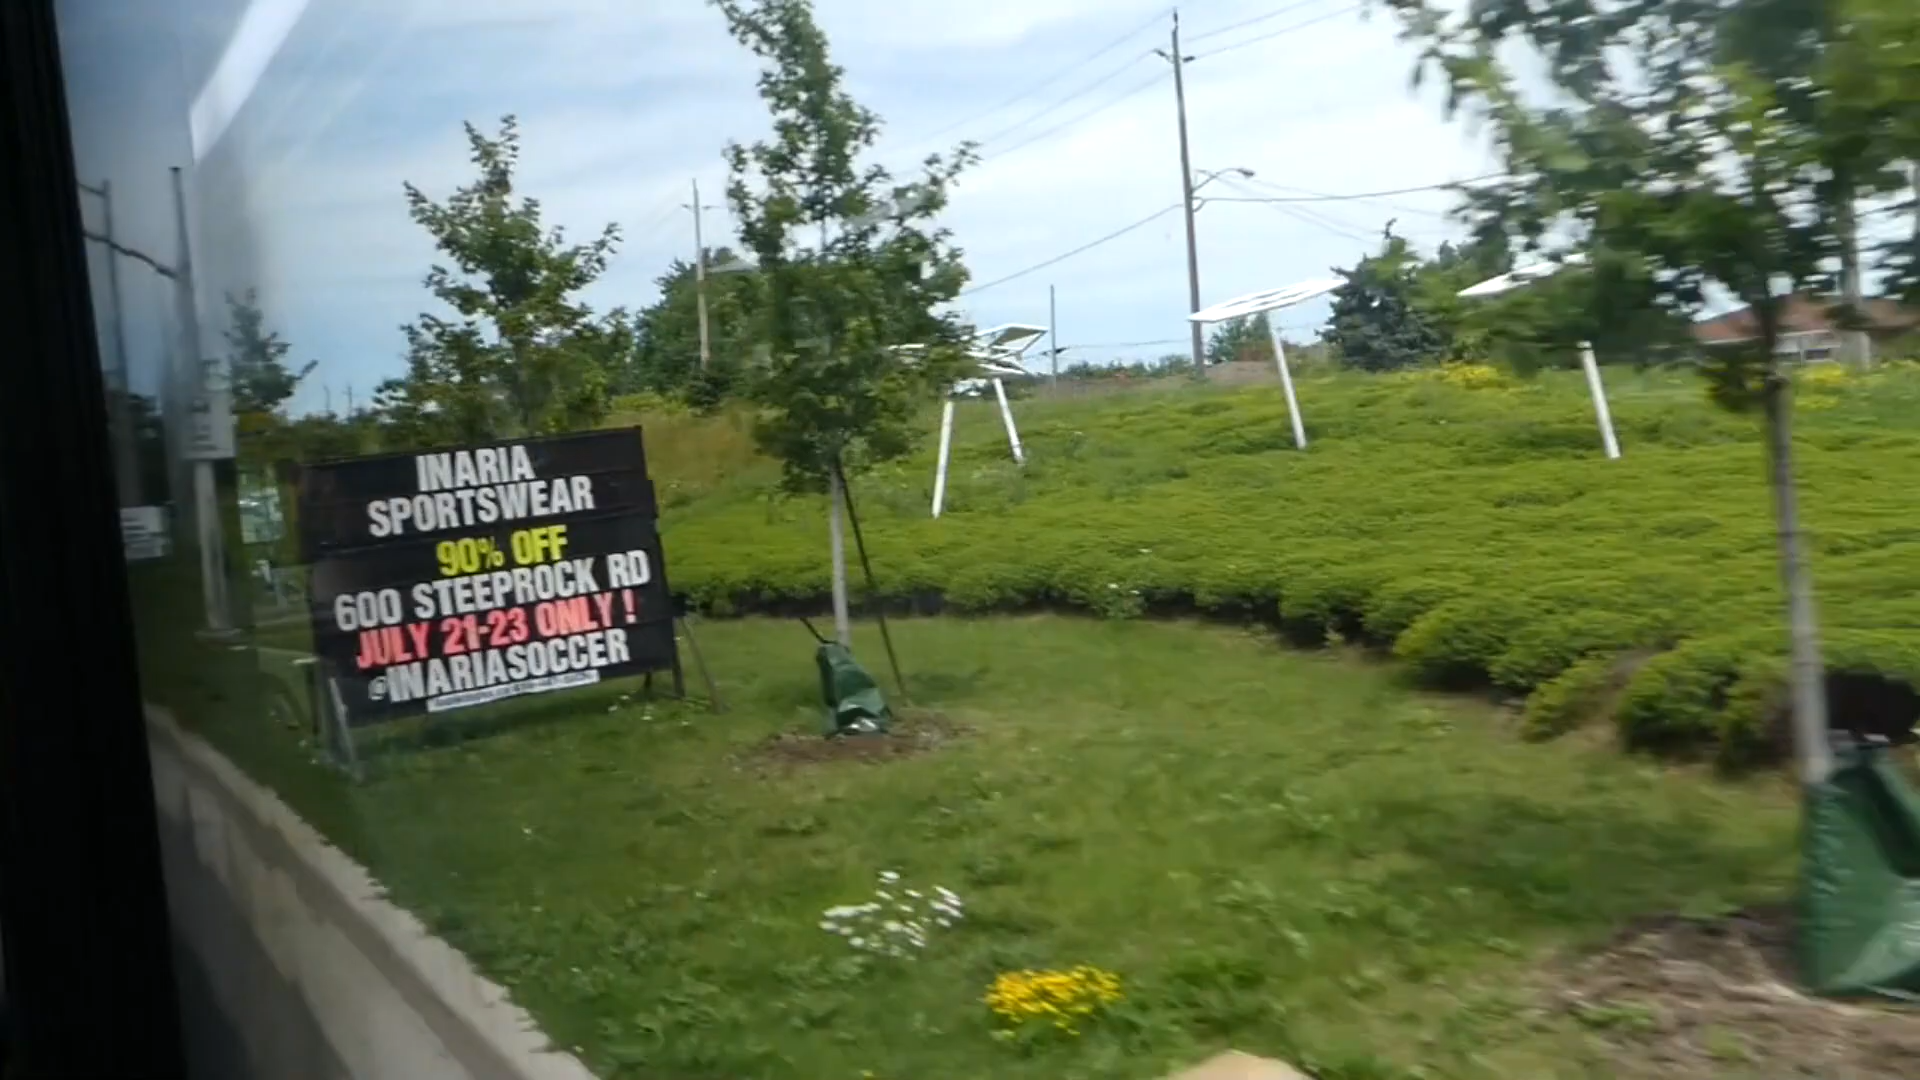 INARIA
SPORTSWEAR
90% OFF
600 STEEPROCK RD
JULY 21-23 ONLY !
@INARIASOCCER